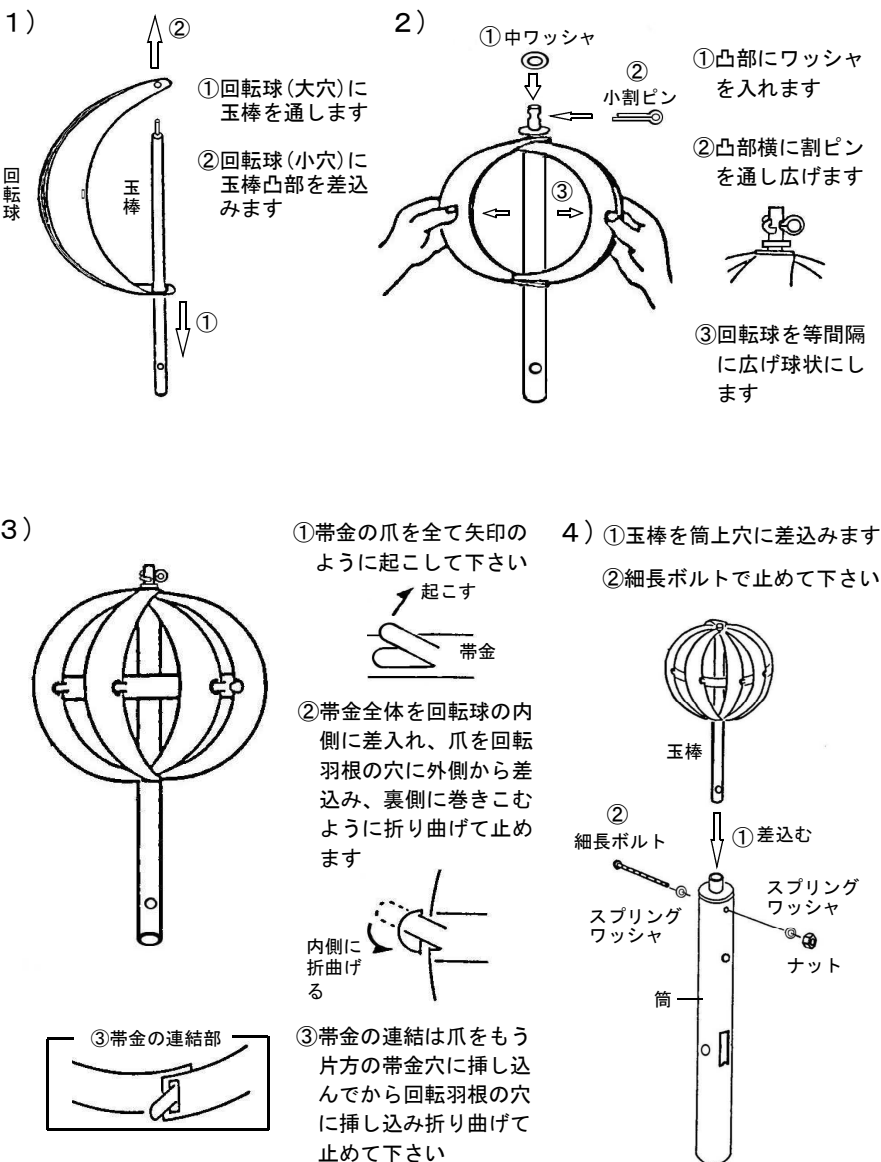 1)
②
①回転球(大穴)に
玉棒を通します
②回転球(小穴)に
玉棒凸部を差込
みます
回転球
玉棒
①
2)
①中ワッシャ
②
小割ピン
③
①凸部にワッシャ
を入れます
②凸部横に割ピン
を通し広げます
③回転球を等間隔
に広げ球状にし
ます
3)
①帯金の爪を全て矢印の
ように起こして下さい
起こす
帯金
②帯金全体を回転球の内
側に差入れ、爪を回転
羽根の穴に外側から差
込み、裏側に巻きこむ
ように折り曲げて止め
ます
内側に
折曲げ
る
③帯金の連結部
③帯金の連結は爪をもう
片方の帯金穴に挿し込
んでから回転羽根の穴
に挿し込み折り曲げて
止めて下さい
4)
①玉棒を筒上穴に差込みます
②細長ボルトで止めて下さい
玉棒
②
細長ボルト
①差込む
スプリング
ワッシャ
スプリング
ワッシャ
ナット
筒